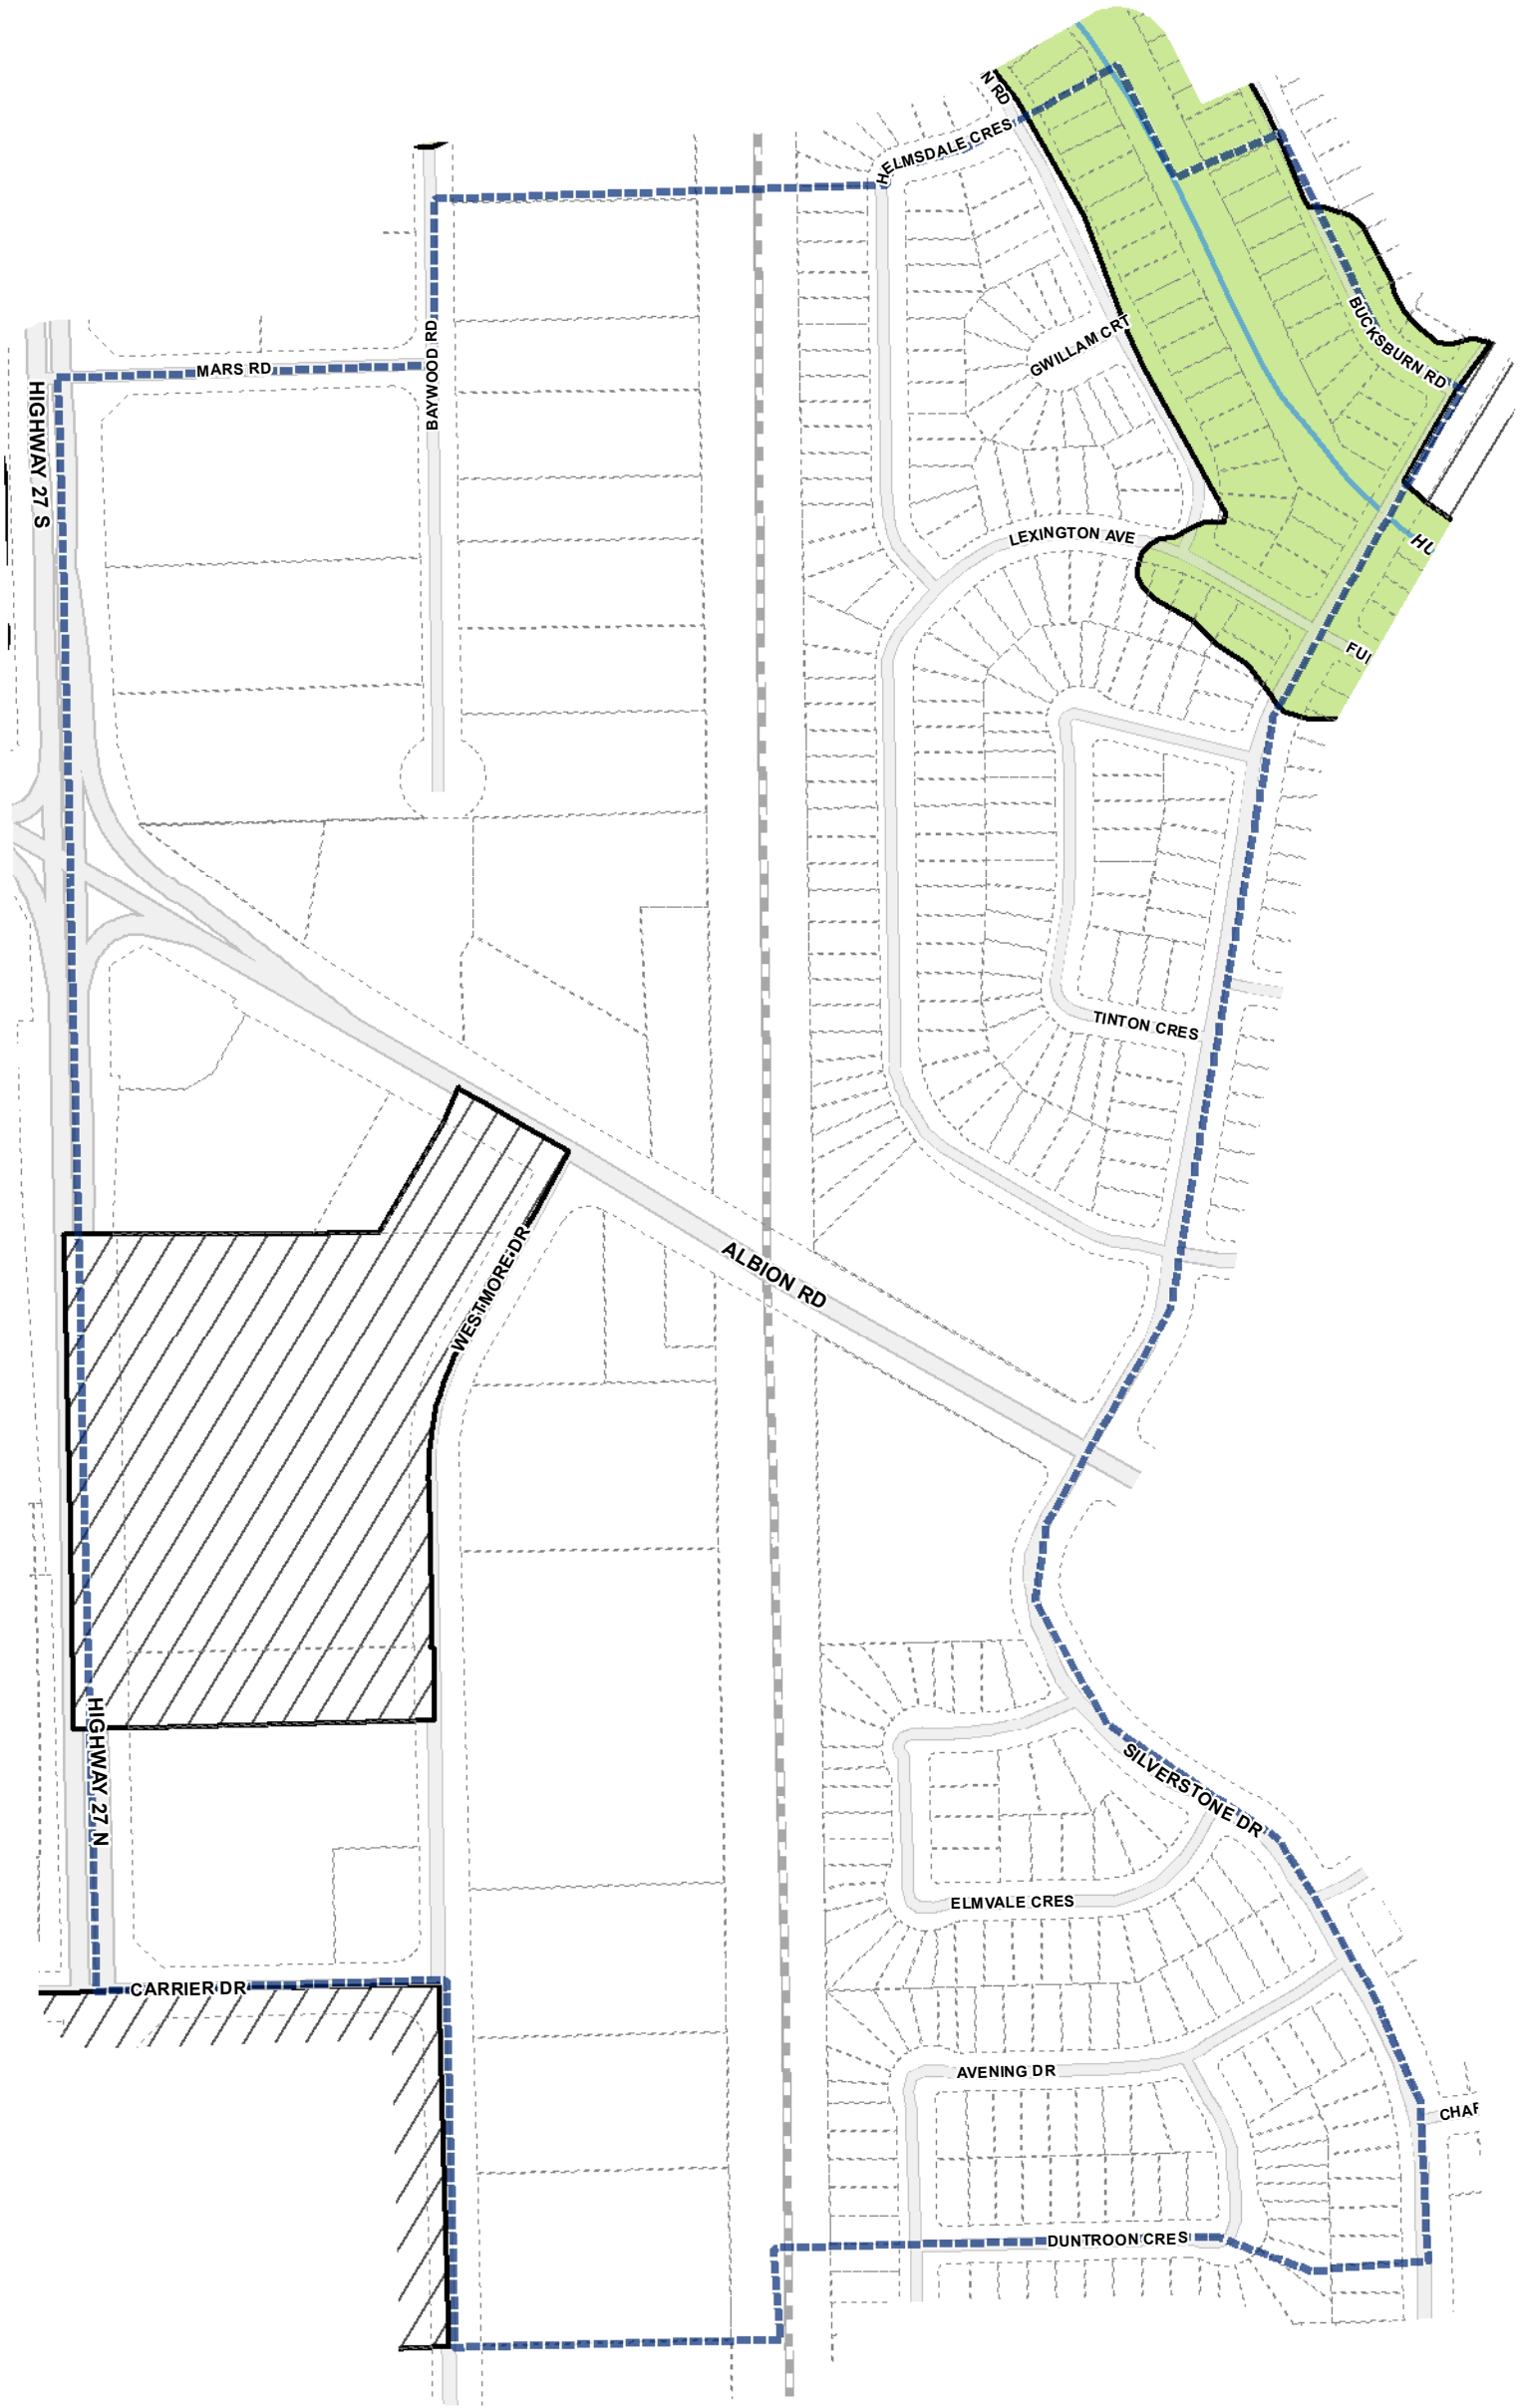 N RD
HELMSDALE CRES
BUCKSBURN RD
GWILLAM CRT
MARS RD
BAYWOOD RD
HIGHWAY 27 S
LEXINGTON AVE
HU
FUI
TINTON CRES
WESTMORE DR
ALBION RD
HIGHWAY 27 N
SILVERSTONE DR
ELMVALE CRES
CARRIER DR
AVENING DR
CHAR
DUNTROON CRES